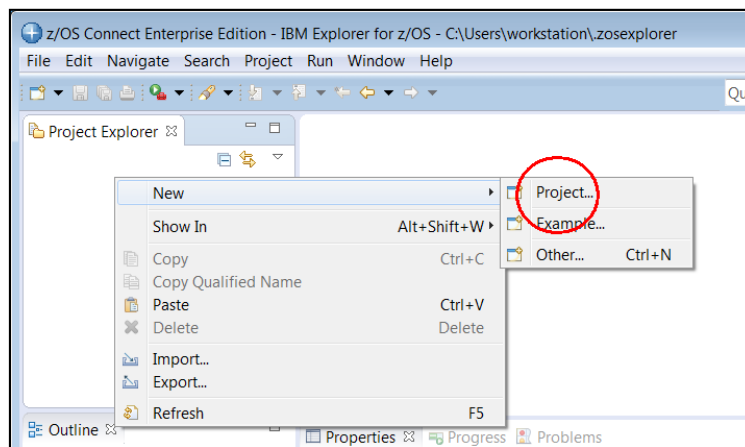 z/OS Connect Enterprise Edition - IBM Explorer for z/OS - C:\Users\workstation\.zosexplorer
File Edit Navigate Search Project Run Window Help
Qu
Project Explorer
New
Project...
Show In Alt+Shift+W
Example...
Other... Ctrl+N
Copy Ctrl+C
Copy Qualified Name
Paste Ctrl+V
Delete Delete
Import...
Export...
Refresh F5
Outline
Properties Progress Problems